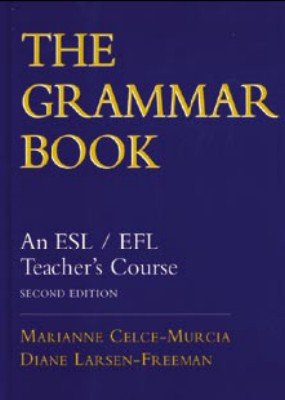 THE
GRAMMAR
BOOK
An ESL / EFL
Teacher's Course
SECOND EDITION
MARIANNE CELCE-MURCIA
DIANE LARSEN-FREEMAN